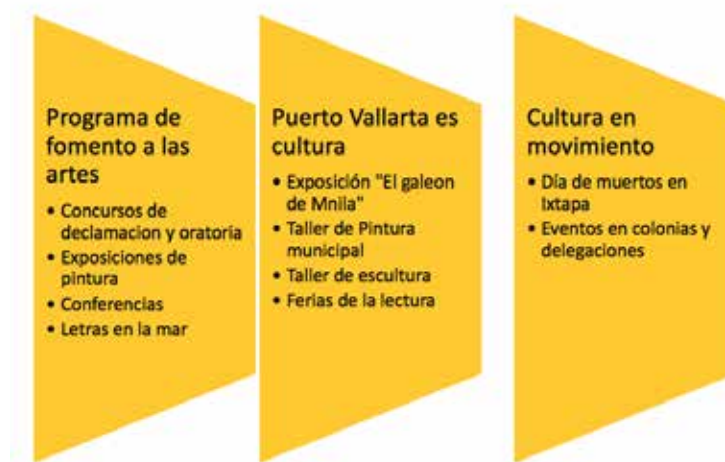 Programa de
fomento a las
artes
• Concursos de
declamacion y oratoria
• Exposiciones de
pintura
• Conferencias
• Letras en la mar
Puerto Vallarta es
cultura
• Exposición "El galeon
de Mnila"
• Taller de Pintura
municipal
• Taller de escultura
• Ferias de la lectura
Cultura en
movimiento
• Día de muertos en
Ixtapa
• Eventos en colonias y
delegaciones